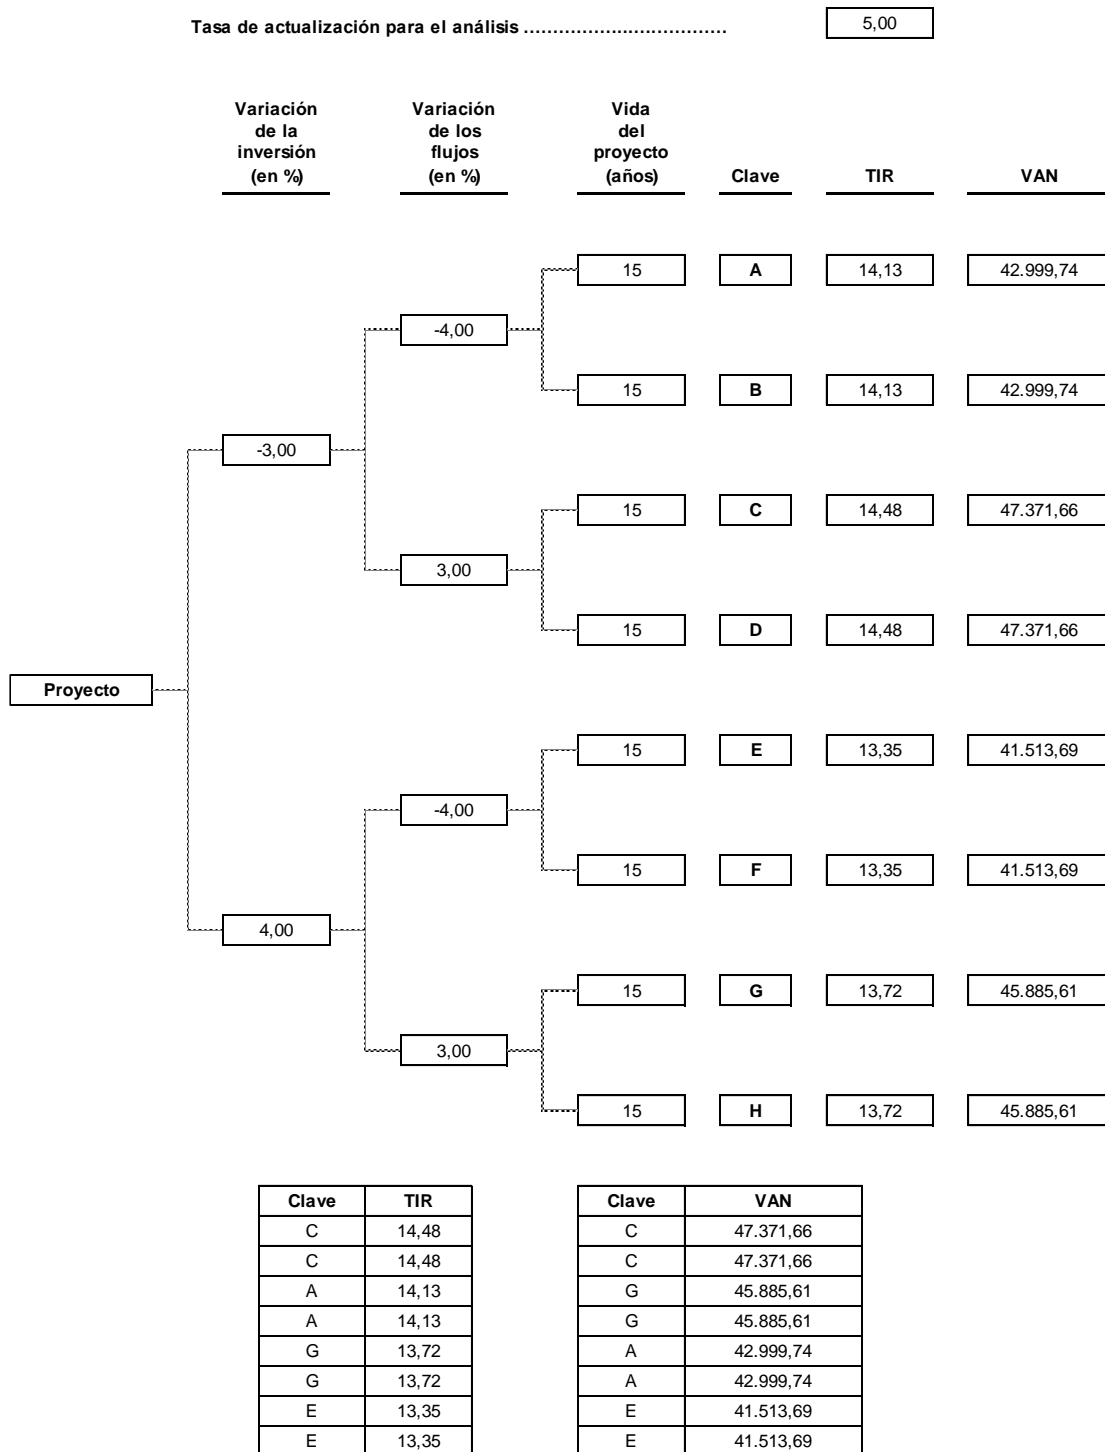 Tasa de actualización para el análisis ……………….……………… 5,00
Variación de la inversión (en %)
Variación de los flujos (en %)
Vida del proyecto (años)
Clave
TIR
VAN
15 A 14,13 42.999,74
-4,00
15 B 14,13 42.999,74
-3,00
15 C 14,48 47.371,66
3,00
15 D 14,48 47.371,66
Proyecto
15 E 13,35 41.513,69
-4,00
15 F 13,35 41.513,69
4,00
15 G 13,72 45.885,61
3,00
15 H 13,72 45.885,61
Clave TIR
C 14,48
C 14,48
A 14,13
A 14,13
G 13,72
G 13,72
E 13,35
E 13,35
Clave VAN
C 47.371,66
C 47.371,66
G 45.885,61
G 45.885,61
A 42.999,74
A 42.999,74
E 41.513,69
E 41.513,69